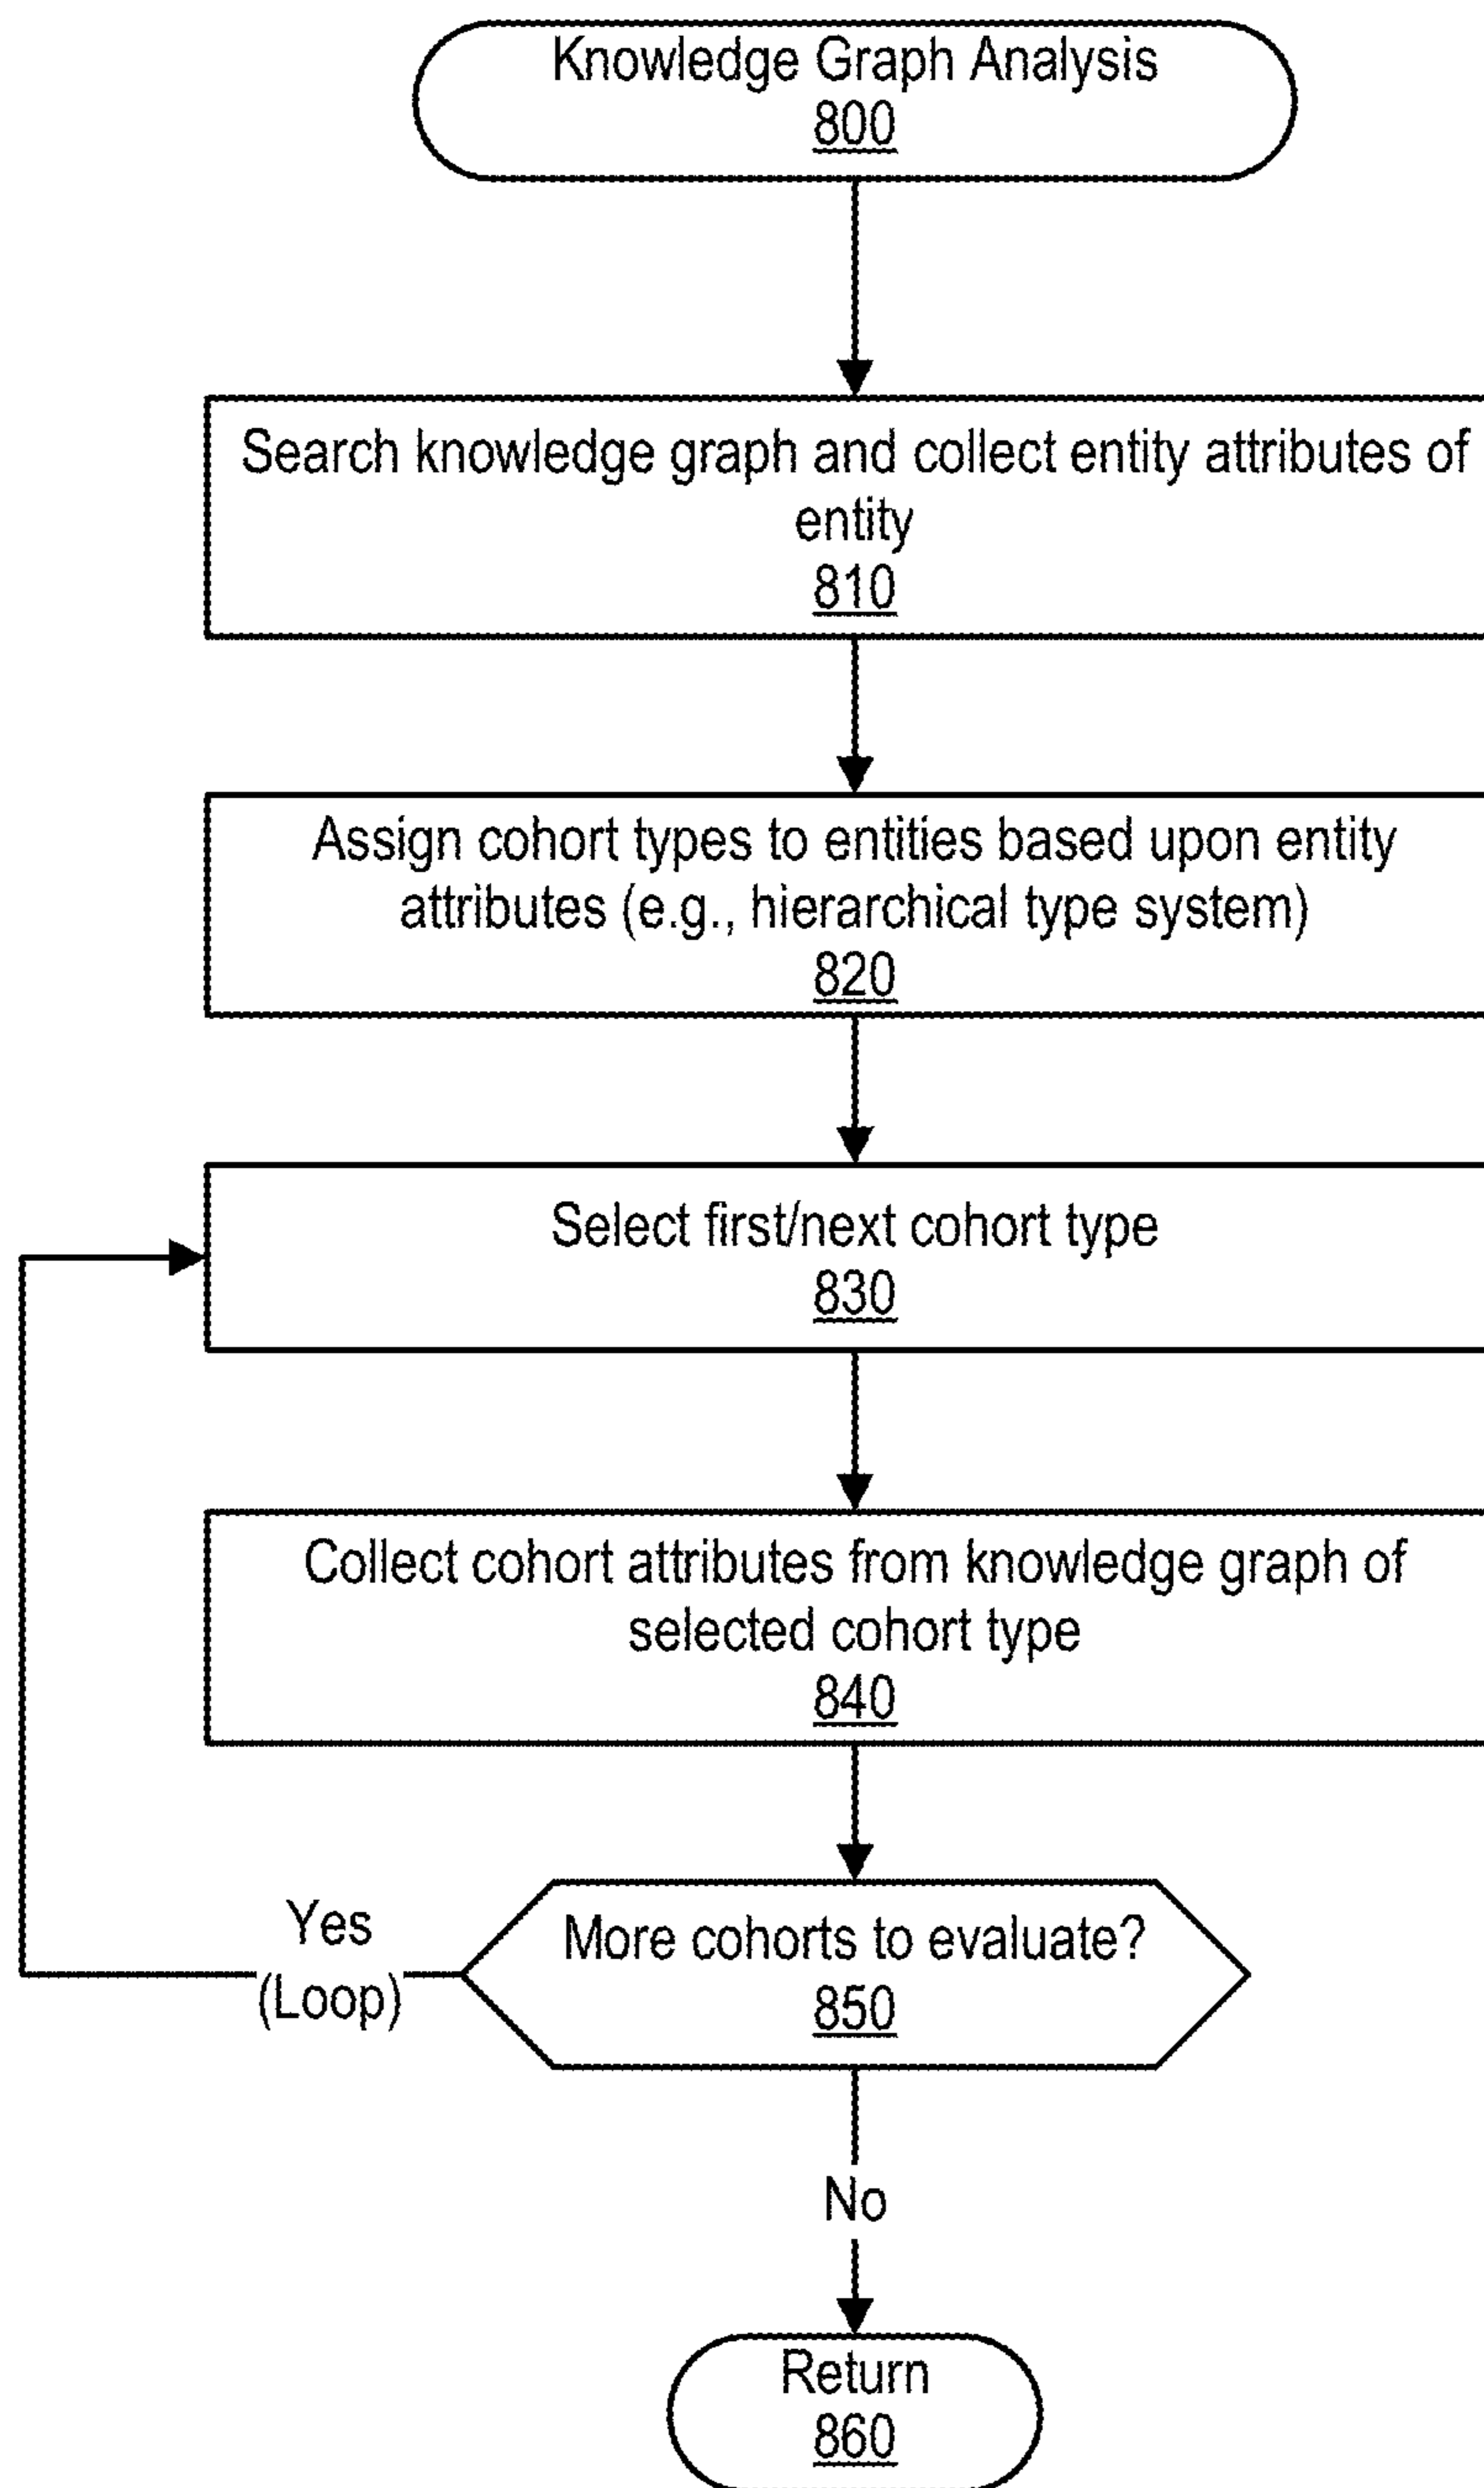 Knowledge Graph Analysis
800
Search knowledge graph and collect entity attributes of
entity
810
Assign cohort types to entities based upon entity
attributes (e.g., hierarchical type system)
820
Select first/next cohort type
830
Collect cohort attributes from knowledge graph of
selected cohort type
840
Yes
(Loop)
More cohorts to evaluate?
850
No
Return
860